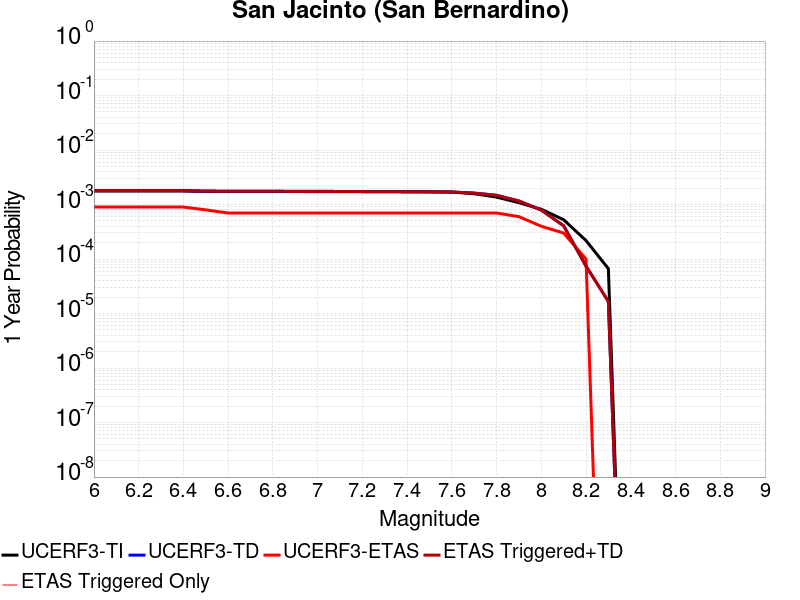 San Jacinto (San Bernardino)
10^0
10^-1
10^-2
10^-3
10^-4
10^-5
10^-6
10^-7
10^-8
1 Year Probability
6 6.2 6.4 6.6 6.8 7 7.2 7.4 7.6 7.8 8 8.2 8.4 8.6 8.8 9
Magnitude
UCERF3-TI UCERF3-TD UCERF3-ETAS ETAS Triggered+TD
ETAS Triggered Only